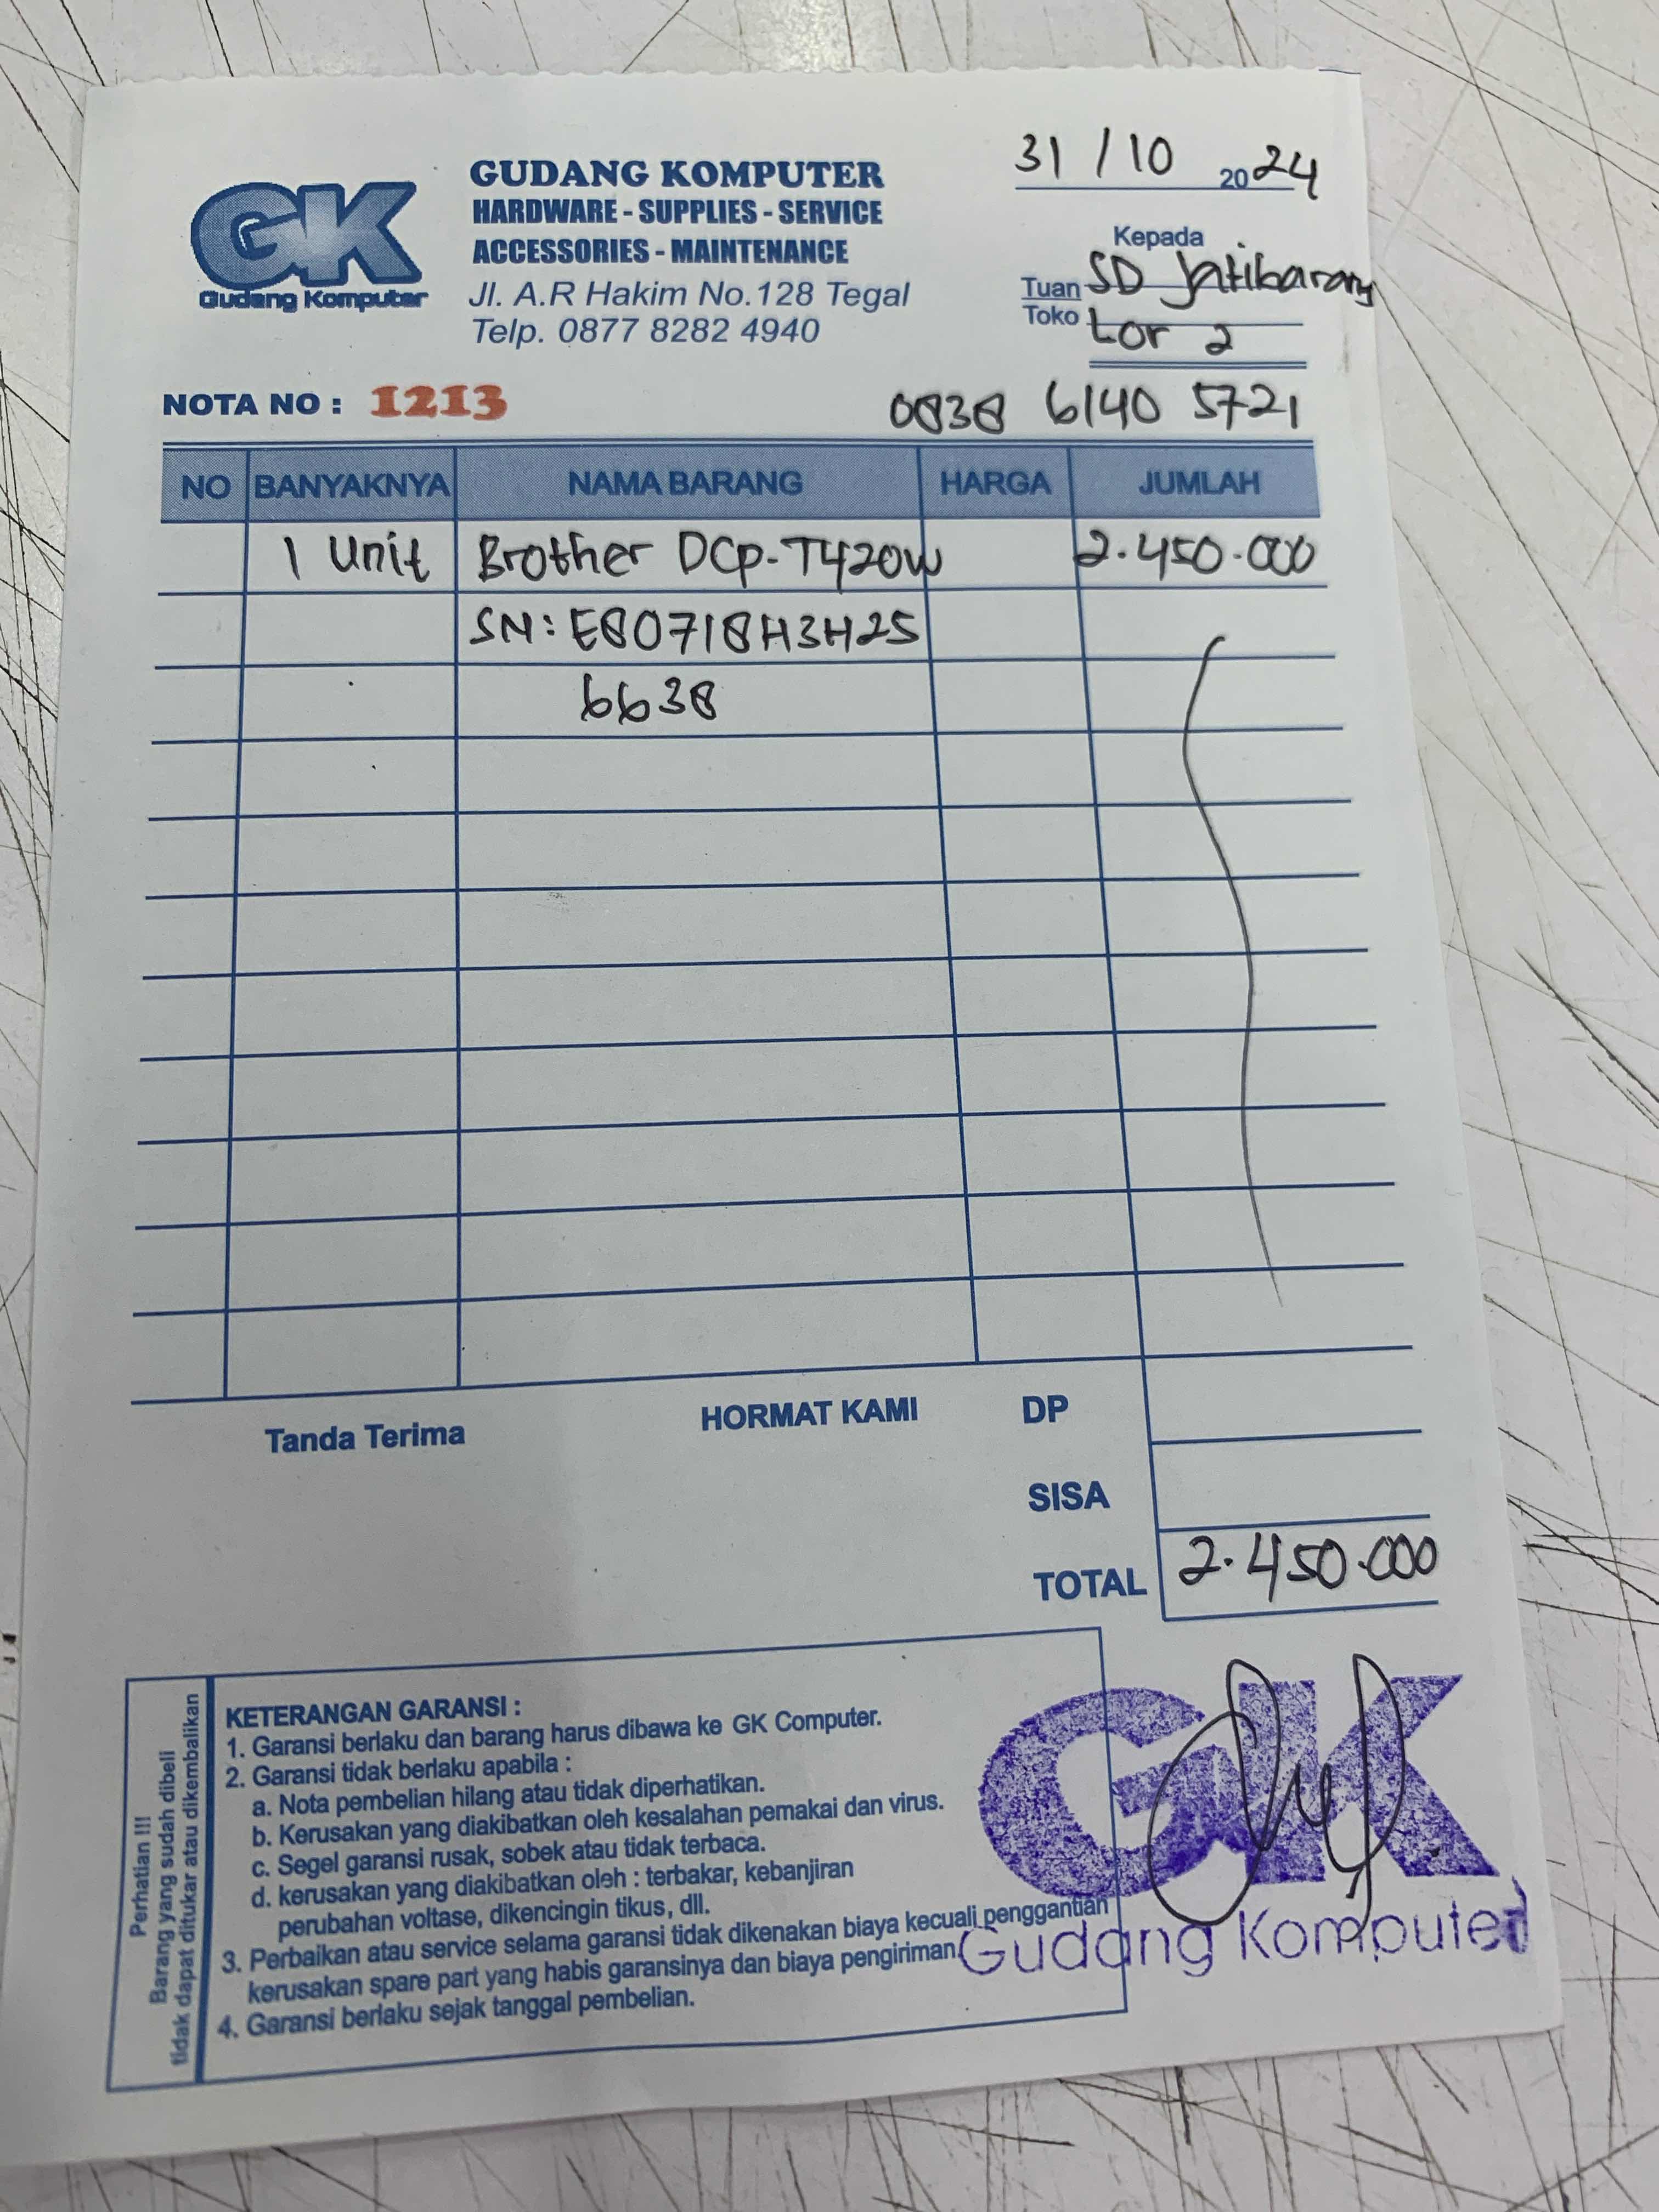 GK
Gudang Komputer
GUDANG KOMPUTER
HARDWARE - SUPPLIES - SERVICE
ACCESSORIES - MAINTENANCE
Jl. A.R Hakim No.128 Tegal
Telp. 0877 8282 4940
31 / 10 2024
Kepada
Tuan SD Jatibarang
Toko Lor 2
NOTA NO : 1213
0838 6140 5721
NO BANYAKNYA NAMA BARANG HARGA JUMLAH
1 Unit Brother DCP-T420W 2.450.000
SN: E80718H3H25
6638
Tanda Terima HORMAT KAMI DP
SISA
TOTAL 2.450.000
Perhatian !!!
Barang yang sudah dibeli
tidak dapat ditukar atau dikembalikan
KETERANGAN GARANSI :
1. Garansi berlaku dan barang harus dibawa ke GK Computer.
2. Garansi tidak berlaku apabila :
a. Nota pembelian hilang atau tidak diperhatikan.
b. Kerusakan yang diakibatkan oleh kesalahan pemakai dan virus.
c. Segel garansi rusak, sobek atau tidak terbaca.
d. kerusakan yang diakibatkan oleh : terbakar, kebanjiran
perubahan voltase, dikencingin tikus, dll.
3. Perbaikan atau service selama garansi tidak dikenakan biaya kecuali penggantian
kerusakan spare part yang habis garansinya dan biaya pengiriman
4. Garansi berlaku sejak tanggal pembelian.
GK
Gudang Komputer